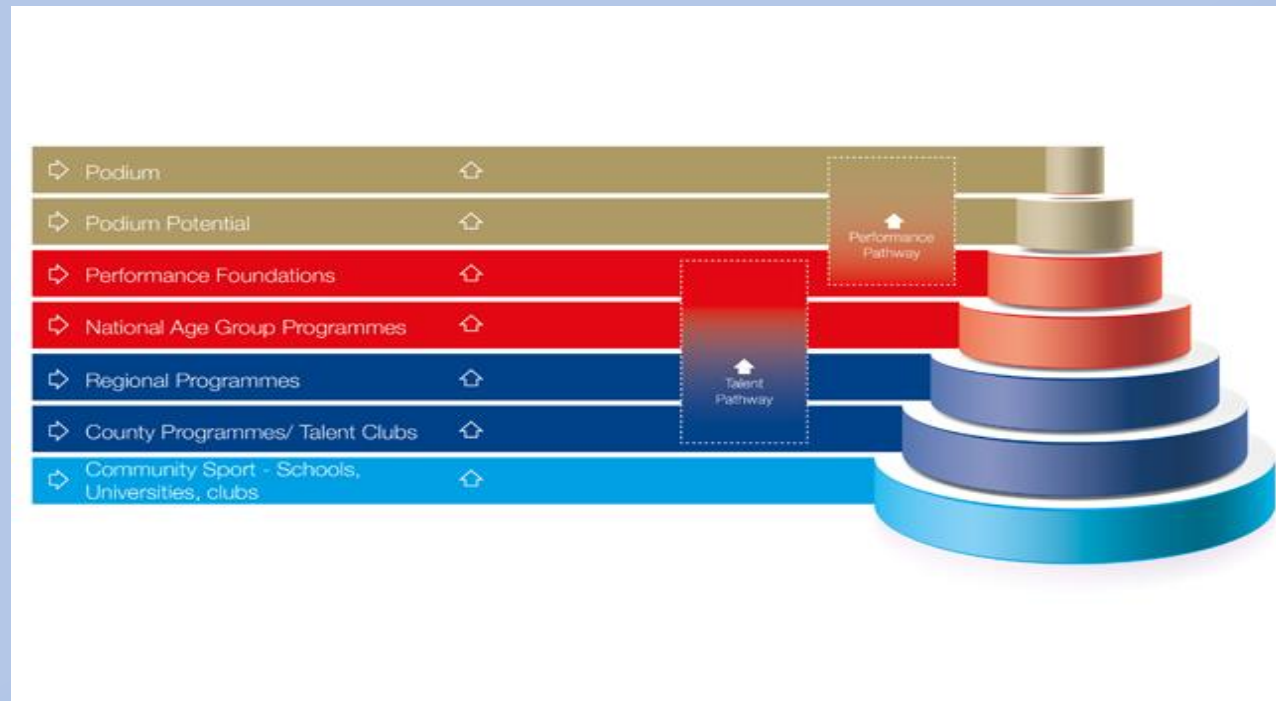 Podium
Podium Potential
Performance
Pathway
Performance Foundations
National Age Group Programmes
Regional Programmes
Talent
Pathway
County Programmes/ Talent Clubs
Community Sport - Schools,
Universities, clubs